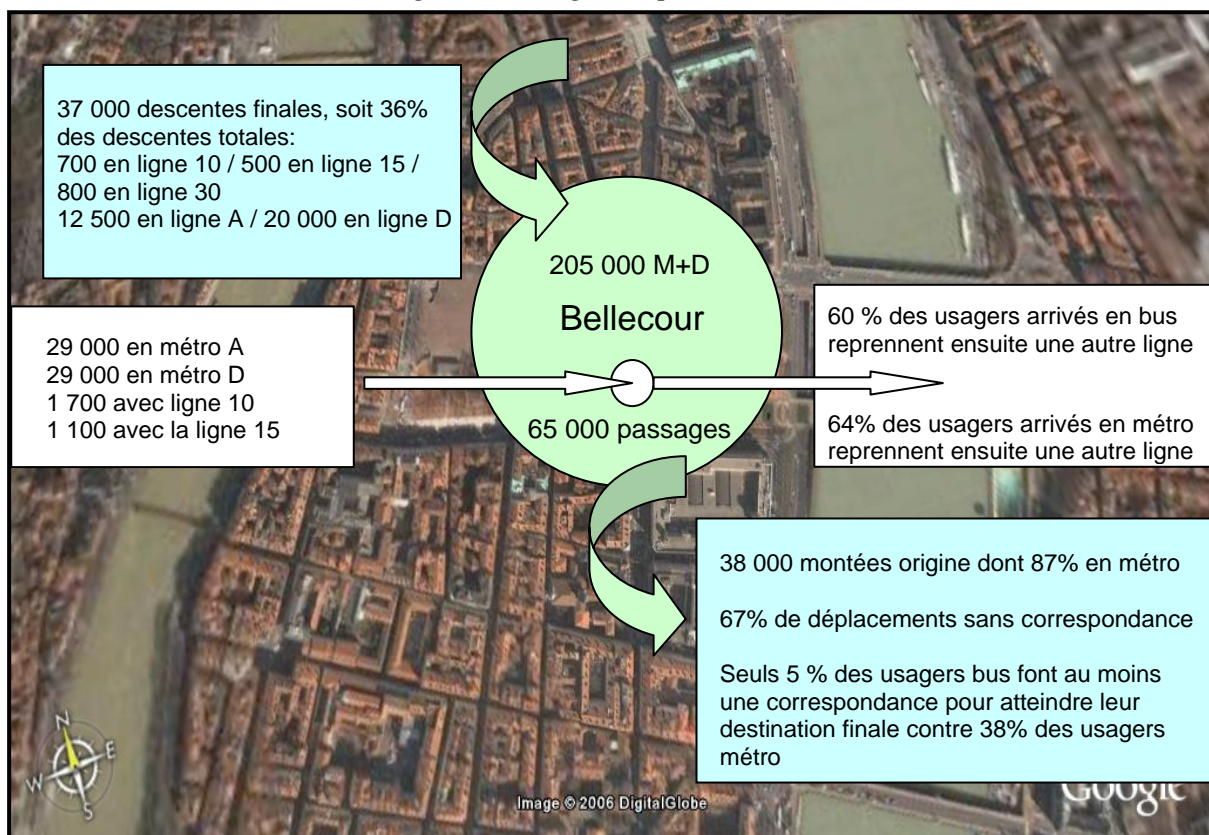 37 000 descentes finales, soit 36%
des descentes totales:
700 en ligne 10 / 500 en ligne 15 /
800 en ligne 30
12 500 en ligne A / 20 000 en ligne D
205 000 M+D
Bellecour
65 000 passages
29 000 en métro A
29 000 en métro D
1 700 avec ligne 10
1 100 avec la ligne 15
60 % des usagers arrivés en bus
reprennent ensuite une autre ligne
64% des usagers arrivés en métro
reprennent ensuite une autre ligne
38 000 montées origine dont 87% en métro
67% de déplacements sans correspondance
Seuls 5 % des usagers bus font au moins
une correspondance pour atteindre leur
destination finale contre 38% des usagers
métro
N
E
W
S
Image © 2006 DigitalGlobe
Google